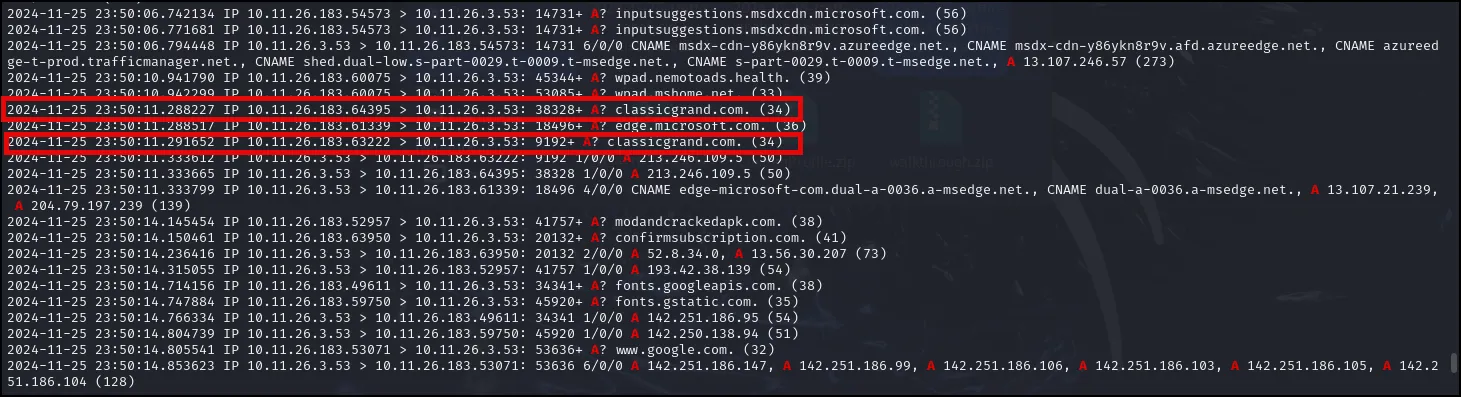 2024-11-25 23:50:06.742134 IP 10.11.26.183.54573 > 10.11.26.3.53: 14731+ A? inputsuggestions.msdxcdn.microsoft.com. (56)
2024-11-25 23:50:06.771681 IP 10.11.26.183.54573 > 10.11.26.3.53: 14731+ A? inputsuggestions.msdxcdn.microsoft.com. (56)
2024-11-25 23:50:06.794448 IP 10.11.26.3.53 > 10.11.26.183.54573: 14731 6/0/0 CNAME msdx-cdn-y86ykn8r9v.azureedge.net., CNAME msdx-cdn-y86ykn8r9v.afd.azureedge.net., CNAME azureed
ge-t-prod.trafficmanager.net., CNAME shed.dual-low.s-part-0029.t-0009.t-msedge.net., CNAME s-part-0029.t-0009.t-msedge.net., A 13.107.246.57 (273)
2024-11-25 23:50:10.941790 IP 10.11.26.183.60075 > 10.11.26.3.53: 45344+ A? wpad.nemotoads.health. (39)
2024-11-25 23:50:10.942299 IP 10.11.26.183.60075 > 10.11.26.3.53: 53085+ A? wpad.mshome.net. (33)
2024-11-25 23:50:11.288227 IP 10.11.26.183.64395 > 10.11.26.3.53: 38328+ A? classicgrand.com. (34)
2024-11-25 23:50:11.288517 IP 10.11.26.183.61339 > 10.11.26.3.53: 18496+ A? edge.microsoft.com. (36)
2024-11-25 23:50:11.291652 IP 10.11.26.183.63222 > 10.11.26.3.53: 9192+ A? classicgrand.com. (34)
2024-11-25 23:50:11.333612 IP 10.11.26.3.53 > 10.11.26.183.63222: 9192 1/0/0 A 213.246.109.5 (50)
2024-11-25 23:50:11.333665 IP 10.11.26.3.53 > 10.11.26.183.64395: 38328 1/0/0 A 213.246.109.5 (50)
2024-11-25 23:50:11.333799 IP 10.11.26.3.53 > 10.11.26.183.61339: 18496 4/0/0 CNAME edge-microsoft-com.dual-a-0036.a-msedge.net., CNAME dual-a-0036.a-msedge.net., A 13.107.21.239,
A 204.79.197.239 (139)
2024-11-25 23:50:14.145454 IP 10.11.26.183.52957 > 10.11.26.3.53: 41757+ A? modandcrackedapk.com. (38)
2024-11-25 23:50:14.150461 IP 10.11.26.183.63950 > 10.11.26.3.53: 20132+ A? confirmsubscription.com. (41)
2024-11-25 23:50:14.236416 IP 10.11.26.3.53 > 10.11.26.183.63950: 20132 2/0/0 A 52.8.34.0, A 13.56.30.207 (73)
2024-11-25 23:50:14.315055 IP 10.11.26.3.53 > 10.11.26.183.52957: 41757 1/0/0 A 193.42.38.139 (54)
2024-11-25 23:50:14.714156 IP 10.11.26.183.49611 > 10.11.26.3.53: 34341+ A? fonts.googleapis.com. (38)
2024-11-25 23:50:14.747884 IP 10.11.26.183.59750 > 10.11.26.3.53: 45920+ A? fonts.gstatic.com. (35)
2024-11-25 23:50:14.766334 IP 10.11.26.3.53 > 10.11.26.183.49611: 34341 1/0/0 A 142.251.186.95 (54)
2024-11-25 23:50:14.804739 IP 10.11.26.3.53 > 10.11.26.183.59750: 45920 1/0/0 A 142.250.138.94 (51)
2024-11-25 23:50:14.805541 IP 10.11.26.183.53071 > 10.11.26.3.53: 53636+ A? www.google.com. (32)
2024-11-25 23:50:14.853623 IP 10.11.26.3.53 > 10.11.26.183.53071: 53636 6/0/0 A 142.251.186.147, A 142.251.186.99, A 142.251.186.106, A 142.251.186.103, A 142.251.186.105, A 142.2
51.186.104 (128)